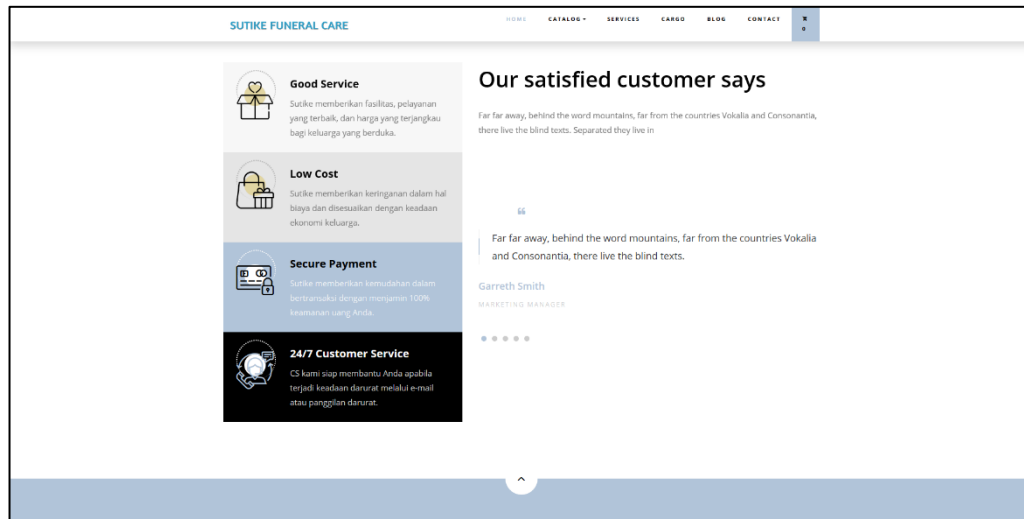 SUTIKE FUNERAL CARE
HOME CATALOG SERVICES CARGO BLOG CONTACT 0
Good Service
Sutike memberikan fasilitas, pelayanan
yang terbaik, dan harga yang terjangkau
bagi keluarga yang berduka.
Low Cost
Sutike memberikan keringanan dalam hal
biaya dan disesuaikan dengan keadaan
ekonomi keluarga.
Secure Payment
Sutike memberikan kemudahan dalam
bertransaksi dengan menjamin 100%
keamanan uang Anda.
24/7 Customer Service
CS kami siap membantu Anda apabila
terjadi keadaan darurat melalui e-mail
atau panggilan darurat.
Our satisfied customer says
Far far away, behind the word mountains, far from the countries Vokalia and Consonantia,
there live the blind texts. Separated they live in
“
Far far away, behind the word mountains, far from the countries Vokalia
and Consonantia, there live the blind texts.
Garreth Smith
MARKETING MANAGER